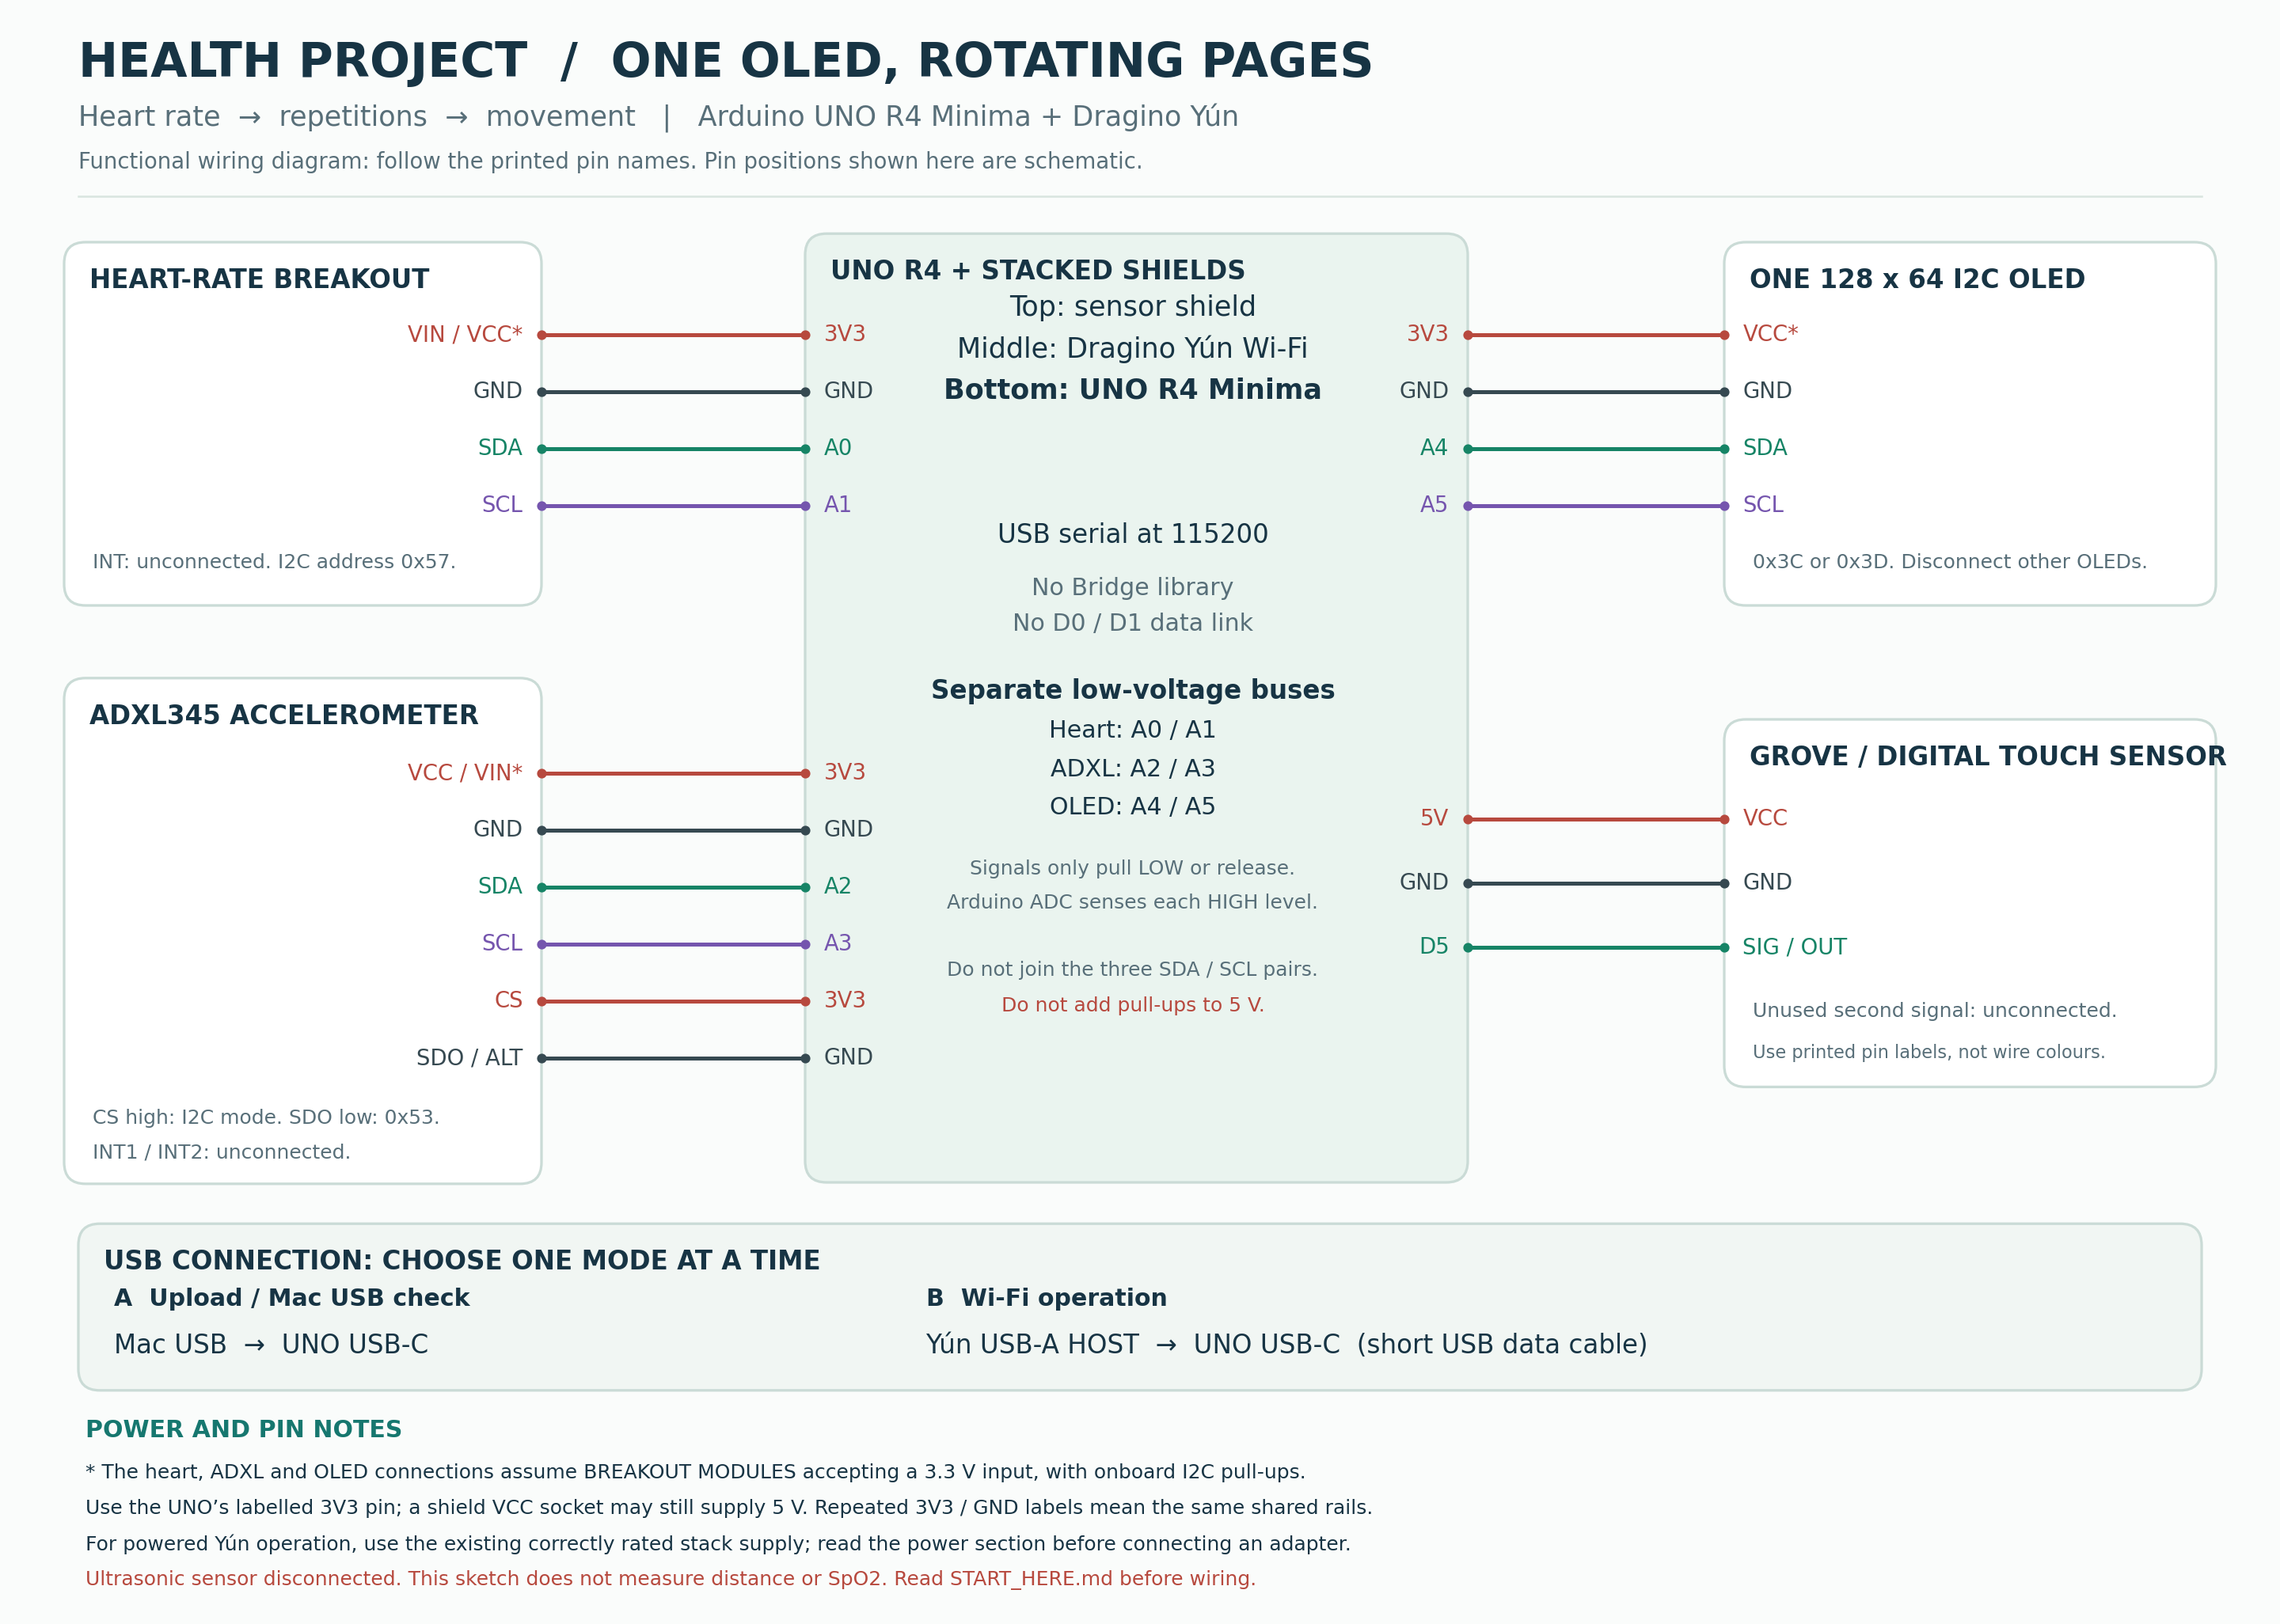 HEALTH PROJECT / ONE OLED, ROTATING PAGES
Heart rate → repetitions → movement | Arduino UNO R4 Minima + Dragino Yún
Functional wiring diagram: follow the printed pin names. Pin positions shown here are schematic.
HEART-RATE BREAKOUT
VIN / VCC*
GND
SDA
SCL
INT: unconnected. I2C address 0x57.
ADXL345 ACCELEROMETER
VCC / VIN*
GND
SDA
SCL
CS
SDO / ALT
CS high: I2C mode. SDO low: 0x53.
INT1 / INT2: unconnected.
UNO R4 + STACKED SHIELDS
Top: sensor shield
Middle: Dragino Yún Wi-Fi
Bottom: UNO R4 Minima
3V3
GND
A0
A1
3V3
GND
A4
A5
USB serial at 115200
No Bridge library
No D0 / D1 data link
Separate low-voltage buses
Heart: A0 / A1
ADXL: A2 / A3
OLED: A4 / A5
3V3
GND
A2
A3
3V3
GND
5V
GND
D5
Signals only pull LOW or release.
Arduino ADC senses each HIGH level.
Do not join the three SDA / SCL pairs.
Do not add pull-ups to 5 V.
ONE 128 x 64 I2C OLED
VCC*
GND
SDA
SCL
0x3C or 0x3D. Disconnect other OLEDs.
GROVE / DIGITAL TOUCH SENSOR
VCC
GND
SIG / OUT
Unused second signal: unconnected.
Use printed pin labels, not wire colours.
USB CONNECTION: CHOOSE ONE MODE AT A TIME
A Upload / Mac USB check
Mac USB → UNO USB-C
B Wi-Fi operation
Yún USB-A HOST → UNO USB-C (short USB data cable)
POWER AND PIN NOTES
* The heart, ADXL and OLED connections assume BREAKOUT MODULES accepting a 3.3 V input, with onboard I2C pull-ups.
Use the UNO’s labelled 3V3 pin; a shield VCC socket may still supply 5 V. Repeated 3V3 / GND labels mean the same shared rails.
For powered Yún operation, use the existing correctly rated stack supply; read the power section before connecting an adapter.
Ultrasonic sensor disconnected. This sketch does not measure distance or SpO2. Read START_HERE.md before wiring.